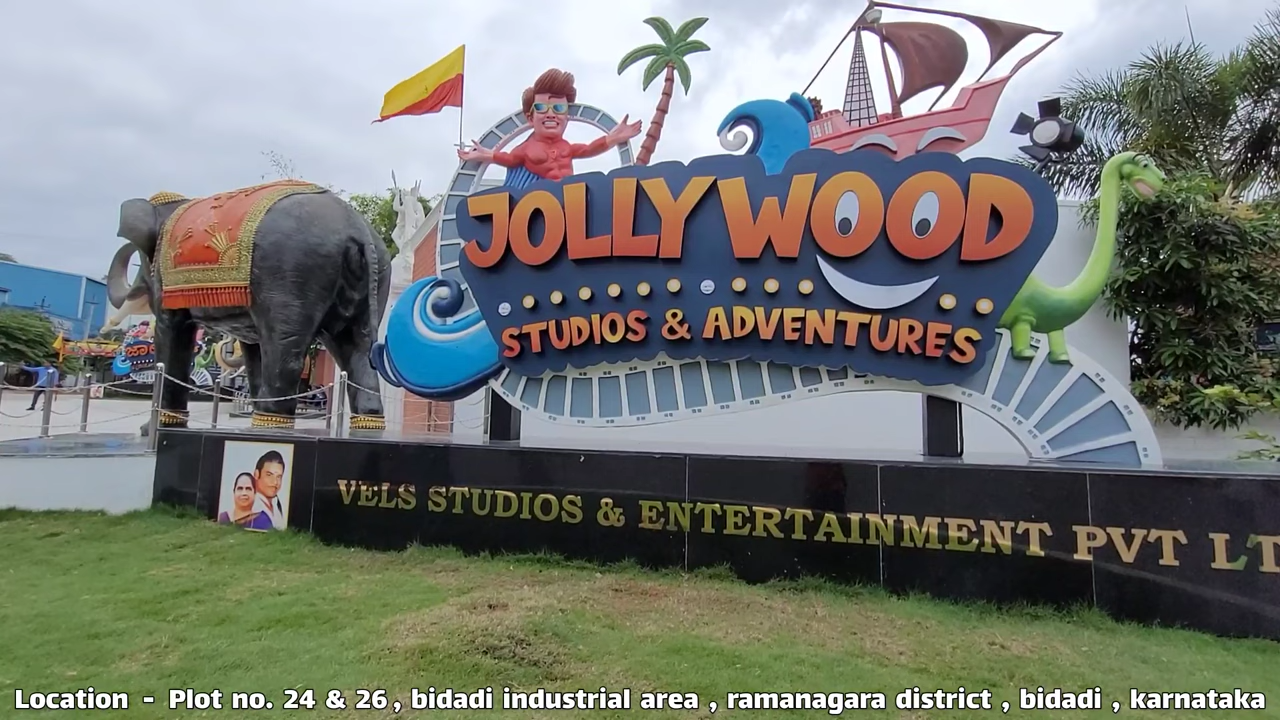 JOLLYWOOD
STUDIOS & ADVENTURES
VELS STUDIOS & ENTERTAINMENT PVT LT
Location - Plot no. 24 & 26 , bidadi industrial area , ramanagara district , bidadi , karnataka